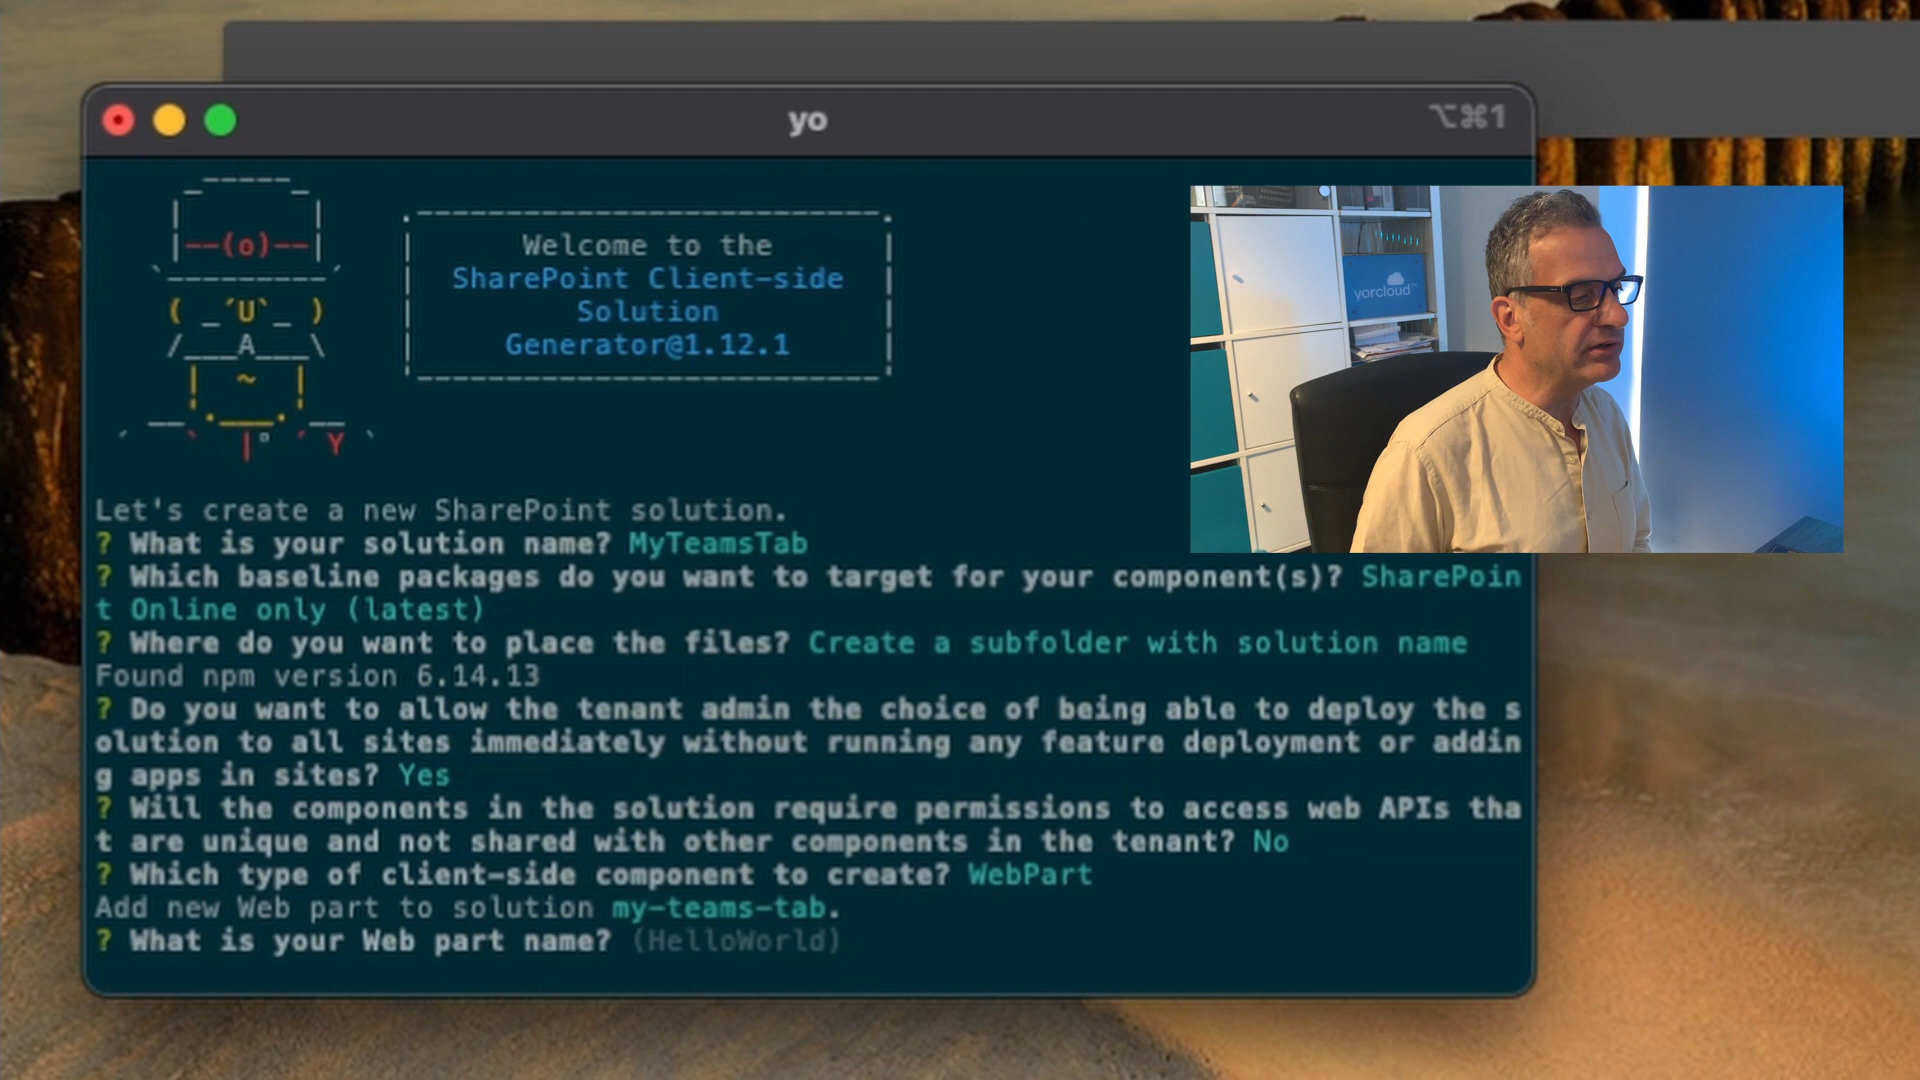 yo
⌥⌘1
--(o)--
Welcome to the
SharePoint Client-side
Solution
Generator@1.12.1
yorcloud
Let's create a new SharePoint solution.
? What is your solution name? MyTeamsTab
? Which baseline packages do you want to target for your component(s)? SharePoin
t Online only (latest)
? Where do you want to place the files? Create a subfolder with solution name
Found npm version 6.14.13
? Do you want to allow the tenant admin the choice of being able to deploy the s
olution to all sites immediately without running any feature deployment or addin
g apps in sites? Yes
? Will the components in the solution require permissions to access web APIs tha
t are unique and not shared with other components in the tenant? No
? Which type of client-side component to create? WebPart
Add new Web part to solution my-teams-tab.
? What is your Web part name? (HelloWorld)